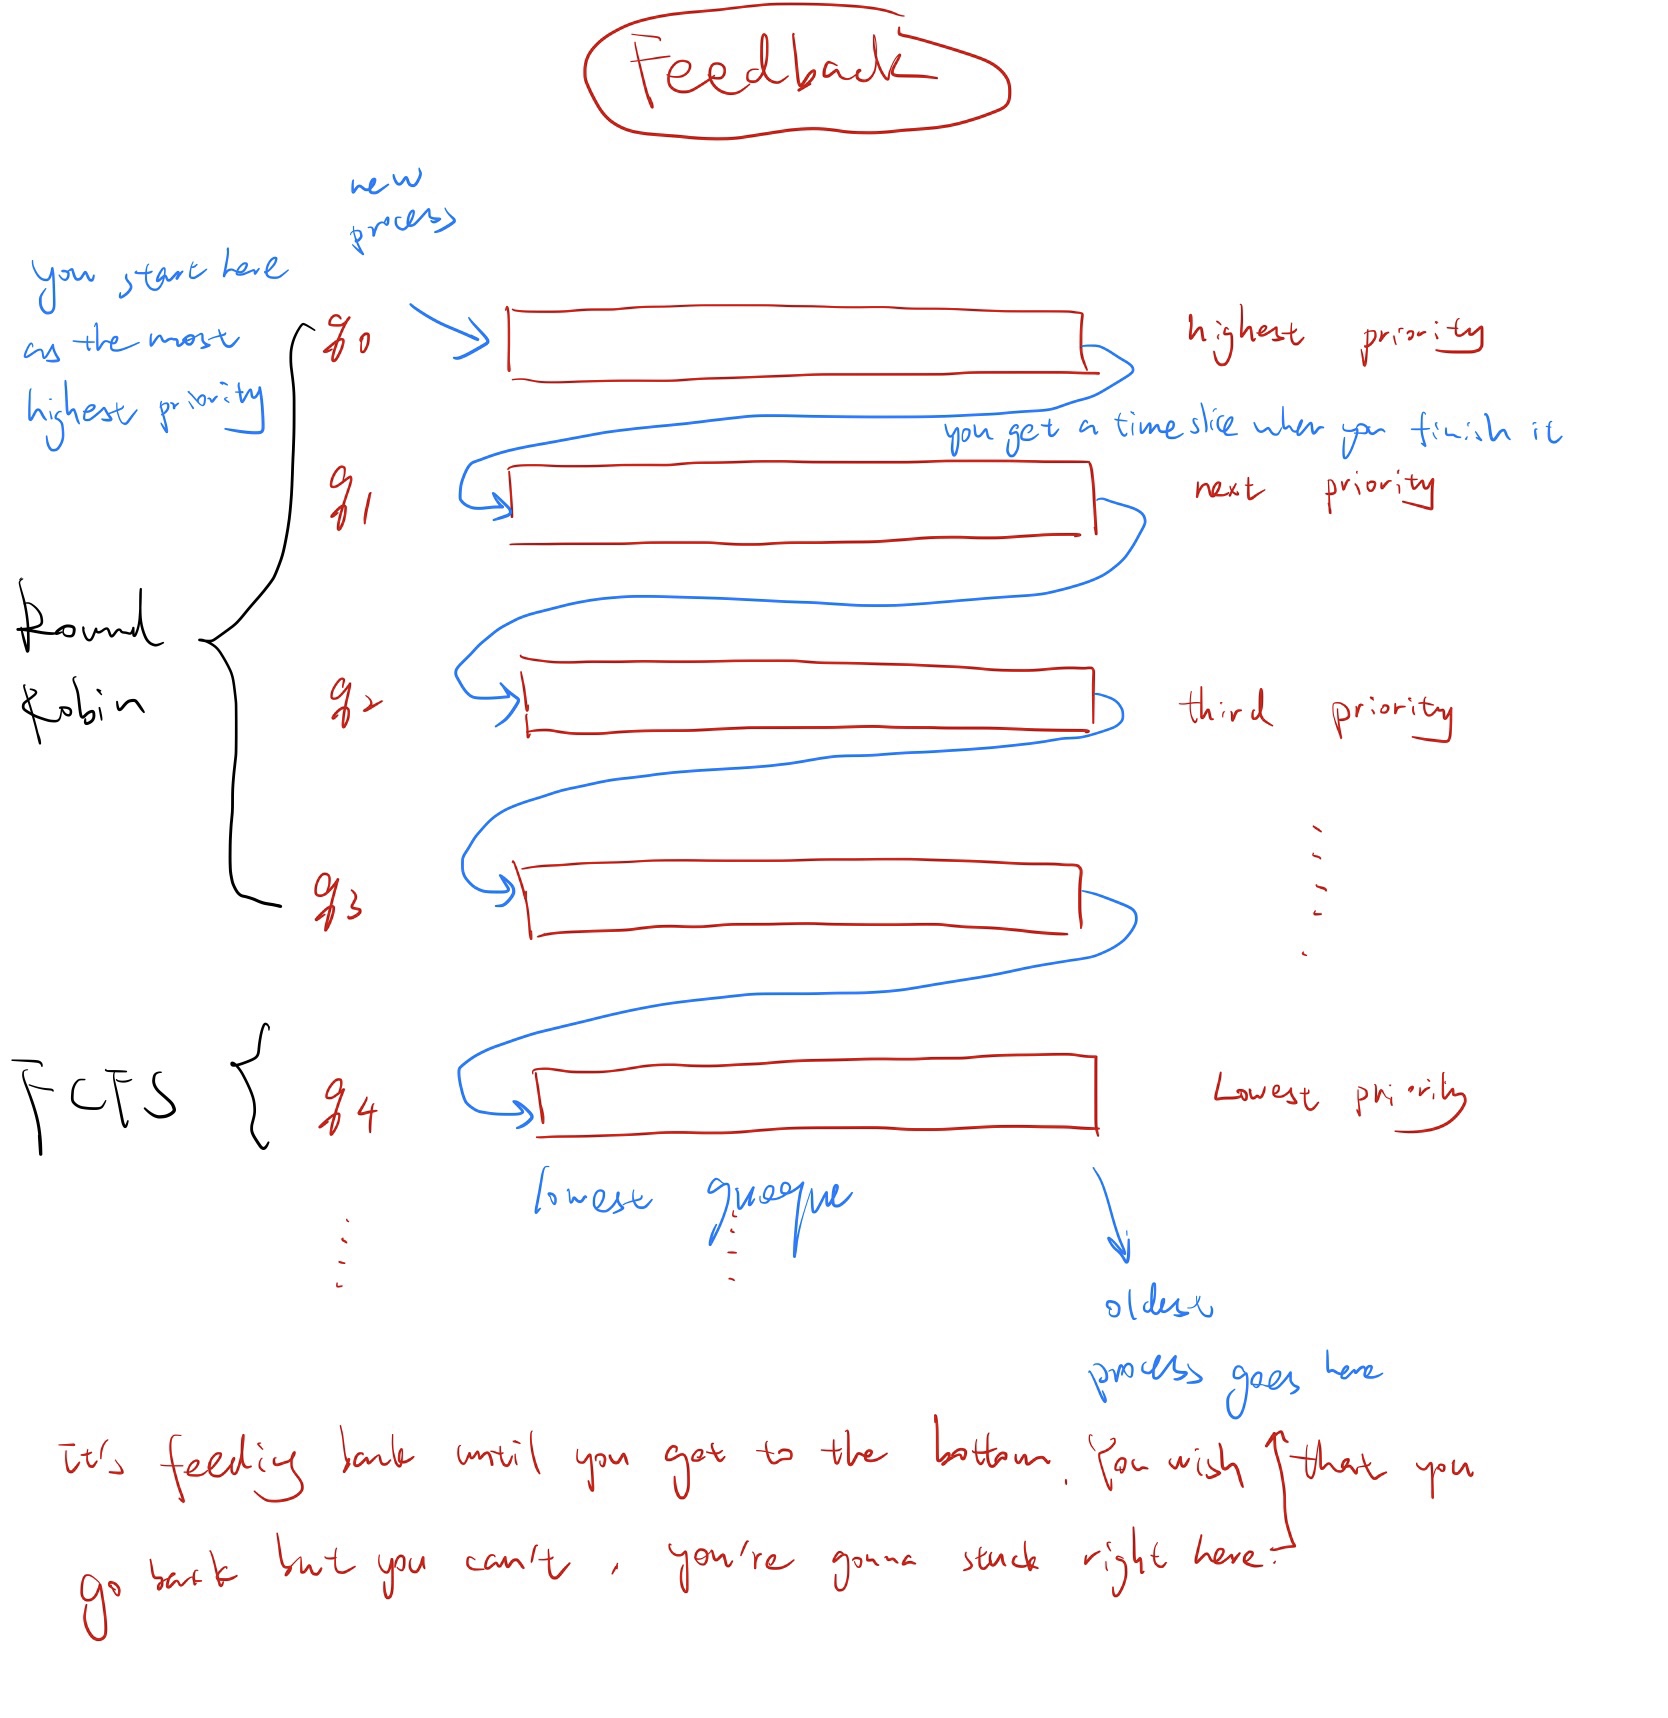 Feedback
new
process
you start here
as the most
highest priority
q0
highest priority
you get a time slice when you finish it
q1
next priority
Round
Robin
q2
third priority
q3
FCFS
q4
Lowest priority
lowest queque
oldest
process goes here
It's feeding back until you get to the bottom. You wish that you
go back but you can't, you're gonna stuck right here.